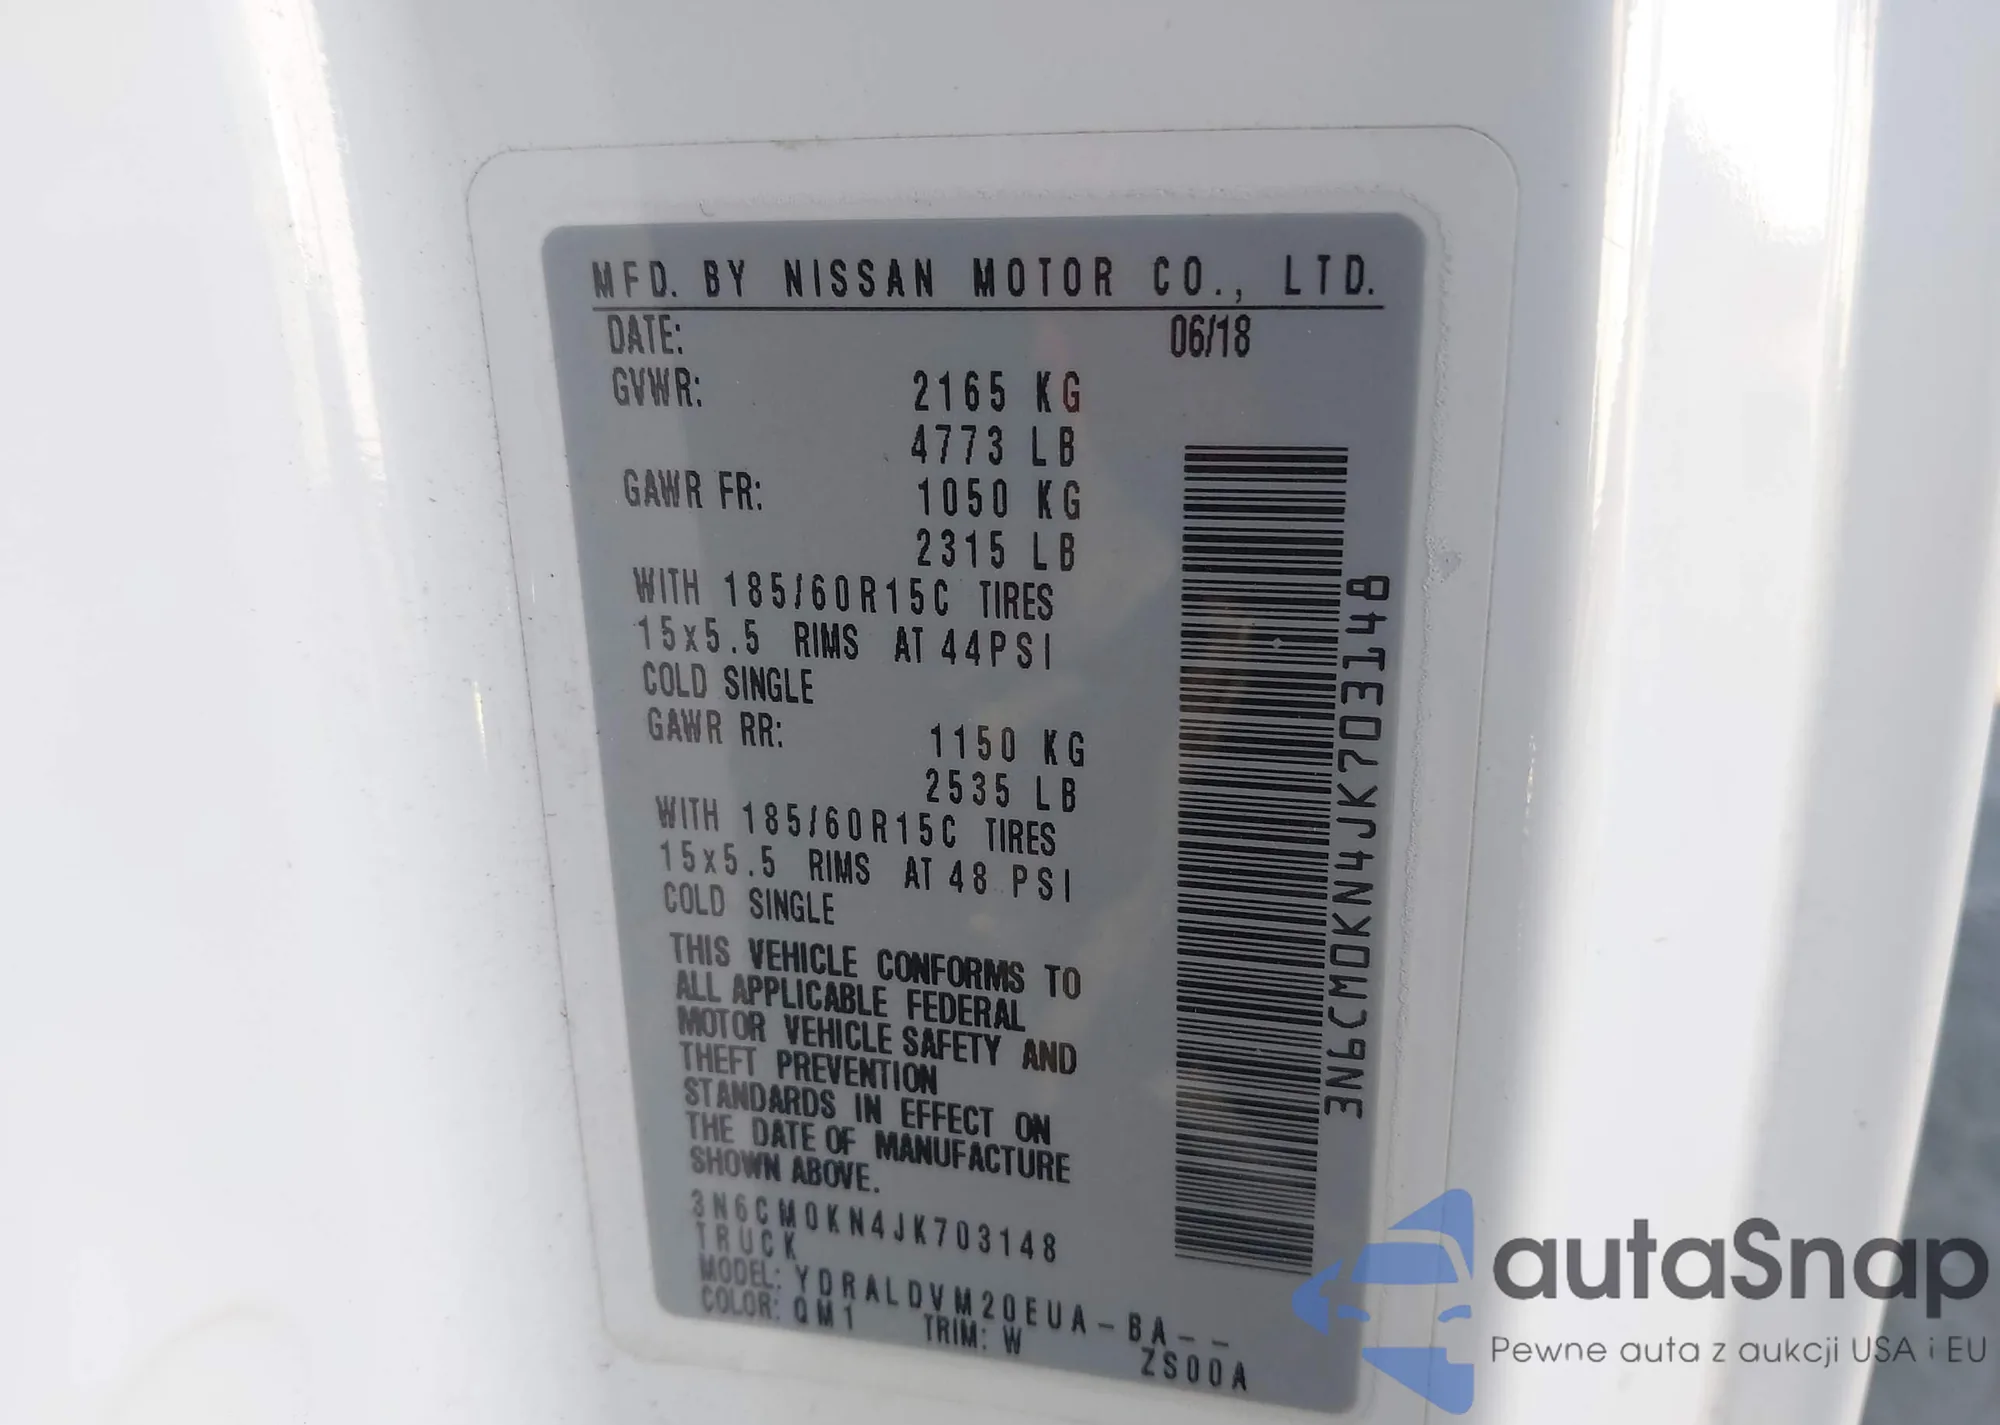 MFD. BY NISSAN MOTOR CO., LTD.
DATE: 06/18
GVWR: 2165 KG
4773 LB
GAWR FR: 1050 KG
2315 LB
WITH 185/60R15C TIRES
15x5.5 RIMS AT 44PSI
COLD SINGLE
GAWR RR: 1150 KG
2535 LB
WITH 185/60R15C TIRES
15x5.5 RIMS AT 48 PSI
COLD SINGLE
THIS VEHICLE CONFORMS TO
ALL APPLICABLE FEDERAL
MOTOR VEHICLE SAFETY AND
THEFT PREVENTION
STANDARDS IN EFFECT ON
THE DATE OF MANUFACTURE
SHOWN ABOVE.
3N6CM0KN4JK703148
TRUCK
MODEL: YDRALDVM20EUA-BA--
COLOR: QM1 TRIM: W ZS00A
3N6CM0KN4JK703148
autaSnap
Pewne auta z aukcji USA i EU